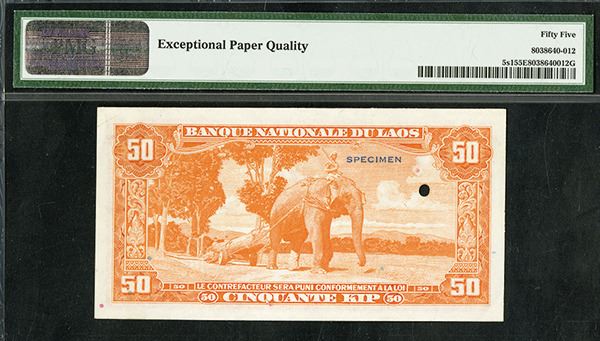 Exceptional Paper Quality
Fifty Five
8038640-012
5s155E8038640012G
BANQUE NATIONALE DU LAOS
50
50
SPECIMEN
50
50
50
50
LE CONTREFACTEUR SERA PUNI CONFORMEMENT A LA LOI
50 CINQUANTE KIP 50